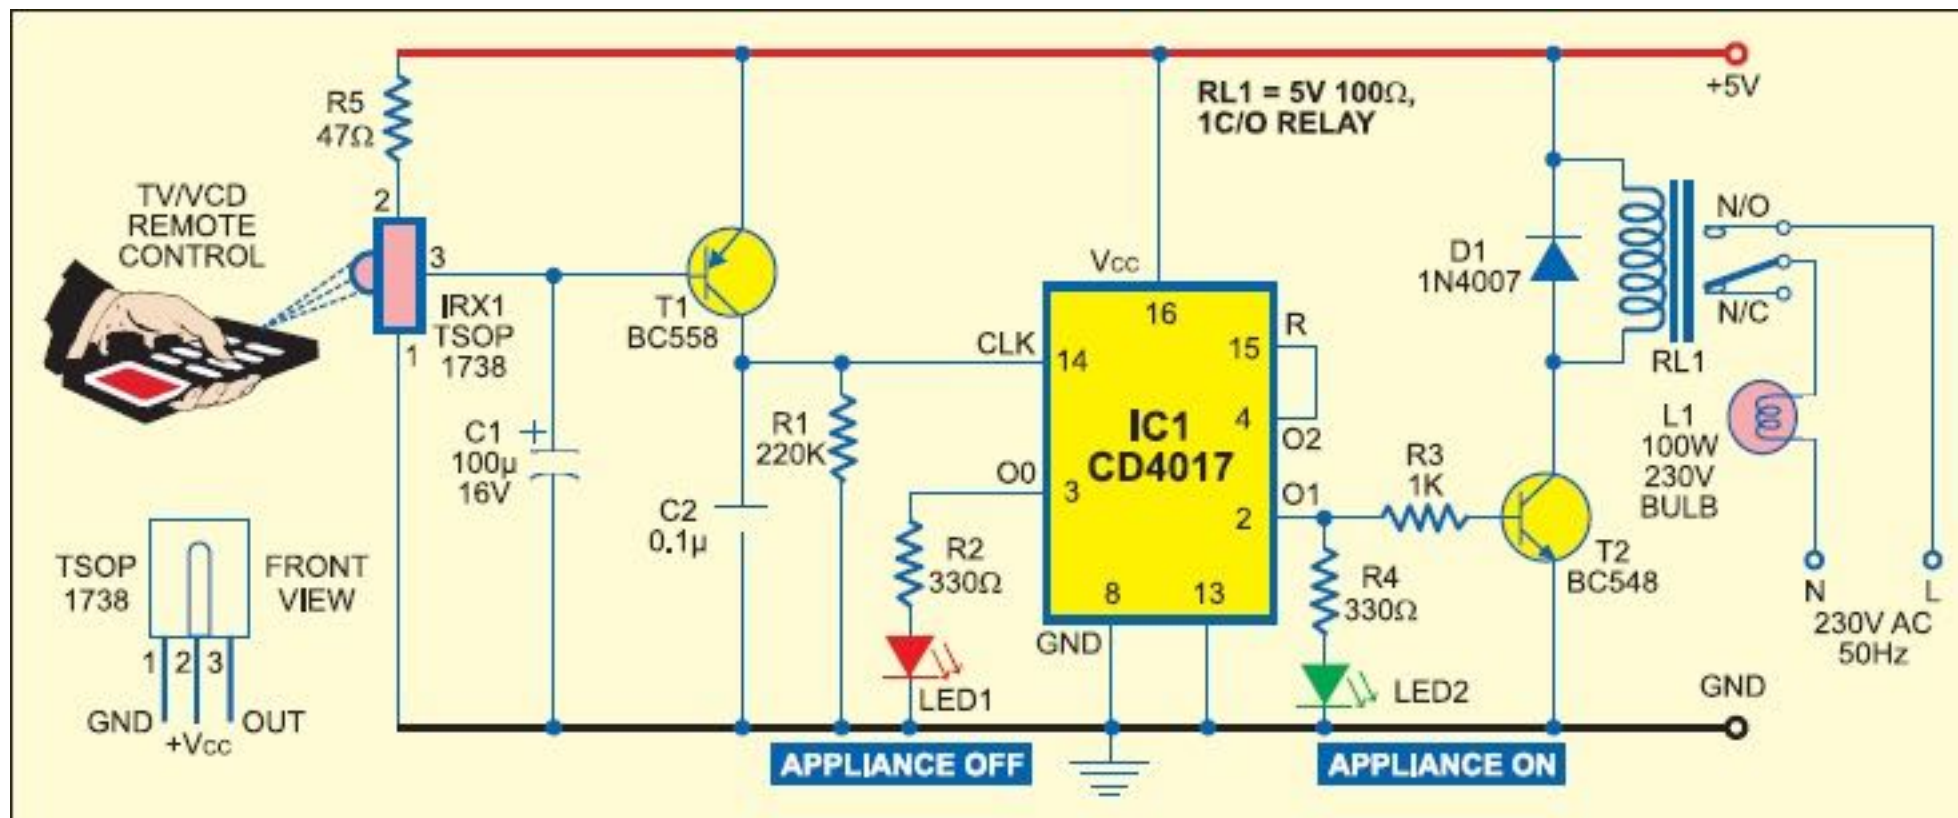 R5
47Ω
TV/VCD
REMOTE
CONTROL
2
3
1
IRX1
TSOP
1738
C1
100µ
16V
+
T1
BC558
C2
0.1µ
R1
220K
RL1 = 5V 100Ω,
1C/O RELAY
+5V
Vcc
16
CLK
14
R
15
4
O2
IC1
CD4017
O0
3
O1
2
8
13
GND
R2
330Ω
LED1
R3
1K
R4
330Ω
LED2
T2
BC548
D1
1N4007
N/O
N/C
RL1
L1
100W
230V
BULB
N
L
230V AC
50Hz
GND
TSOP
1738
FRONT
VIEW
1
2
3
GND
+Vcc
OUT
APPLIANCE OFF
APPLIANCE ON